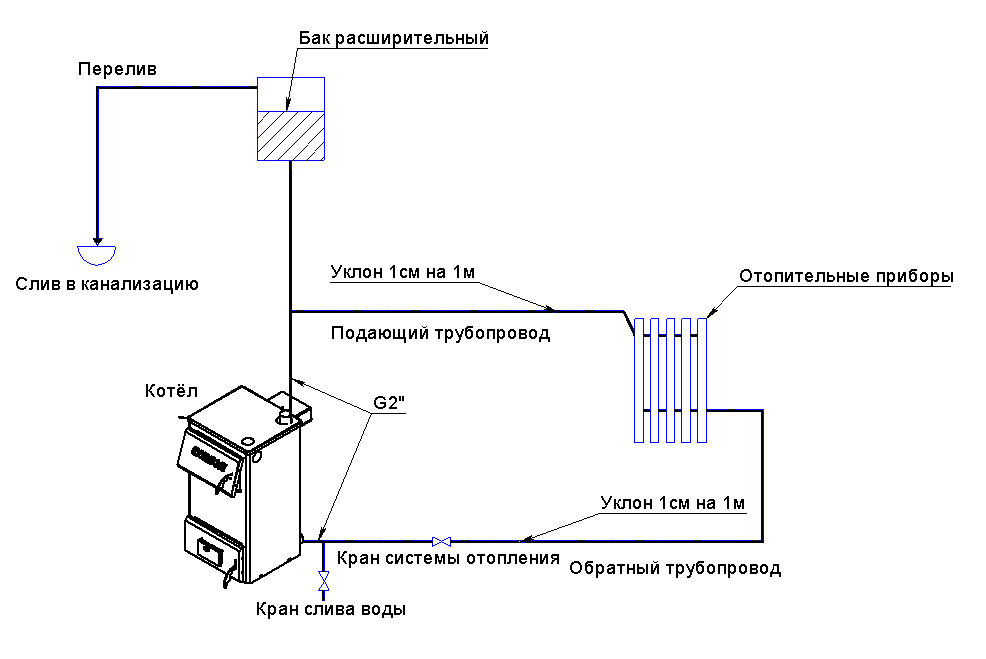 Бак расширительный
Перелив
Слив в канализацию
Уклон 1см на 1м
Отопительные приборы
Подающий трубопровод
Котёл
G2"
Уклон 1см на 1м
Кран системы отопления
Обратный трубопровод
Кран слива воды